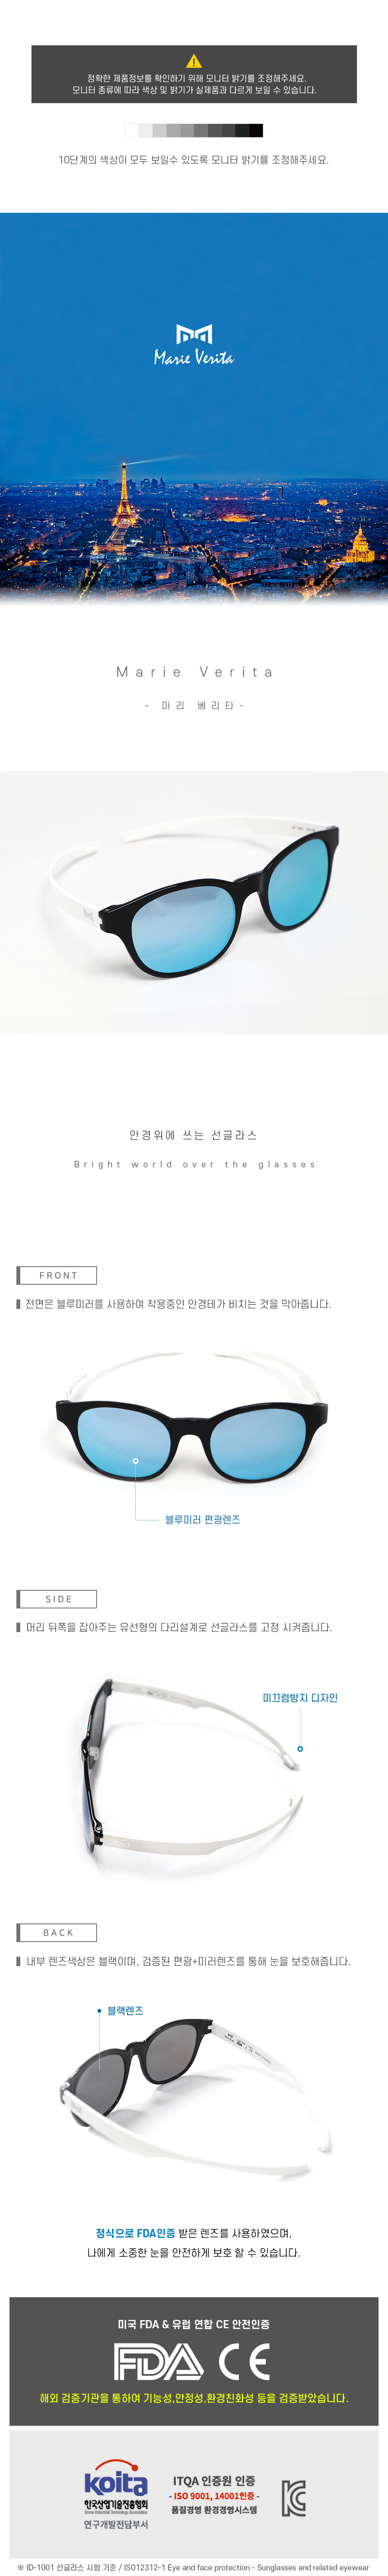 정확한 제품정보를 확인하기 위해 모니터 밝기를 조정해주세요.
모니터 종류에 따라 색상 및 밝기가 실제품과 다르게 보일 수 있습니다.
10단계의 색상이 모두 보일수 있도록 모니터 밝기를 조정해주세요.
Marie Verita
Marie Verita
- 마리 베리타-
안경위에 쓰는 선글라스
Bright world over the glasses
FRONT
전면은 블루미러를 사용하여 착용중인 안경테가 비치는 것을 막아줍니다.
블루미러 편광렌즈
SIDE
머리 뒤쪽을 잡아주는 유선형의 다리설계로 선글라스를 고정 시켜줍니다.
미끄럼방지 디자인
BACK
내부 렌즈색상은 블랙이며, 검증된 편광+미러렌즈를 통해 눈을 보호해줍니다.
블랙렌즈
정식으로 FDA인증 받은 렌즈를 사용하였으며,
나에게 소중한 눈을 안전하게 보호 할 수 있습니다.
미국 FDA & 유럽 연합 CE 안전인증
FDA CE
해외 검증기관을 통하여 기능성,안정성,환경친화성 등을 검증받았습니다.
koita
한국산업기술진흥협회
Korea Industrial Technology Association
연구개발전담부서
ITQA 인증원 인증
- ISO 9001, 14001인증 -
품질경영 환경경영시스템
※ ID-1001 선글라스 시험 기준 / ISO12312-1 Eye and face protection - Sunglasses and related eyewear